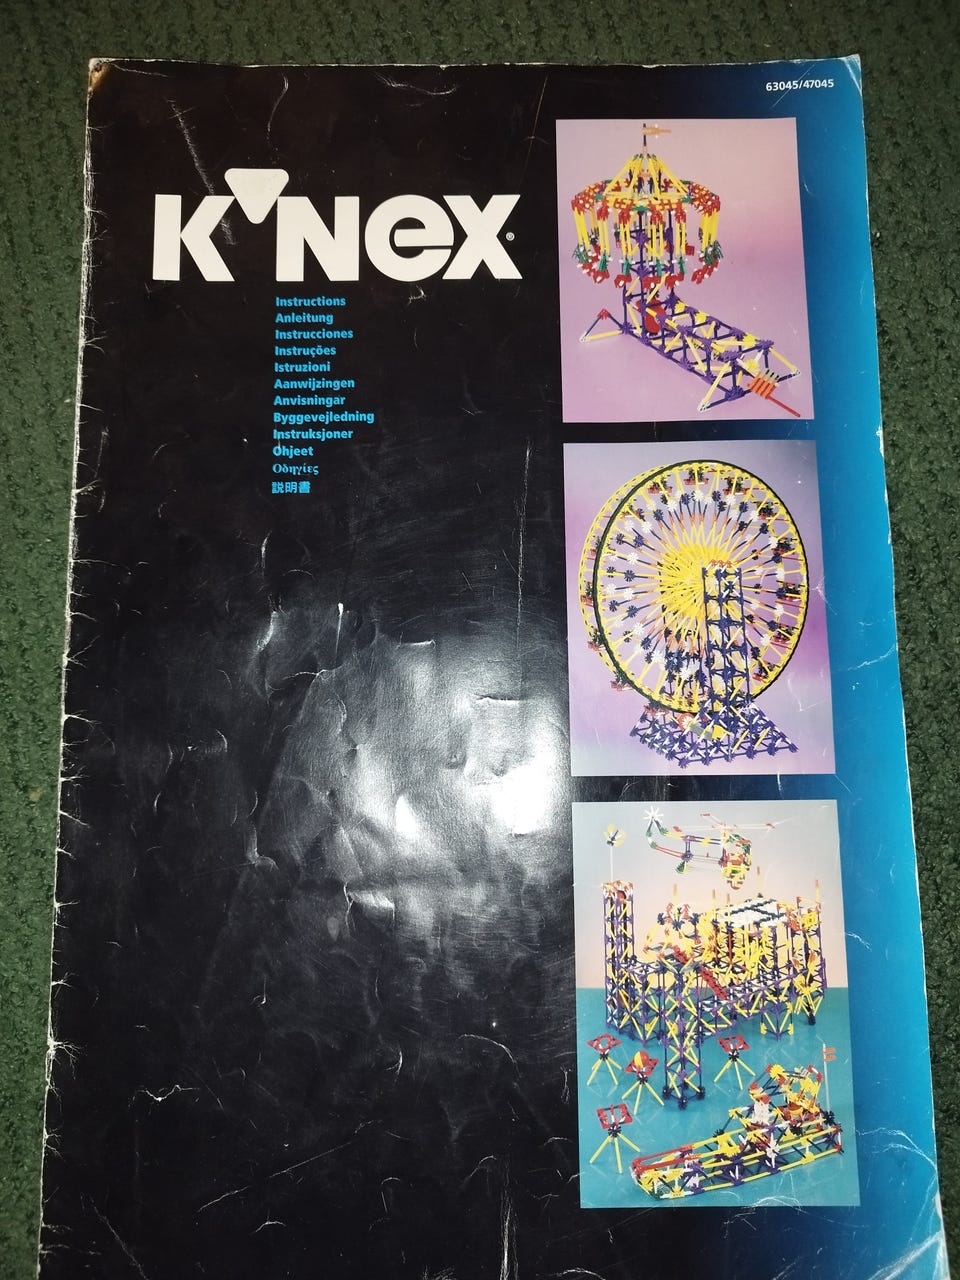 63045/47045
K'NEX®
Instructions
Anleitung
Instrucciones
Instruções
Istruzioni
Aanwijzingen
Anvisningar
Byggevejledning
Instruksjoner
Ohjeet
Οδηγίες
説明書